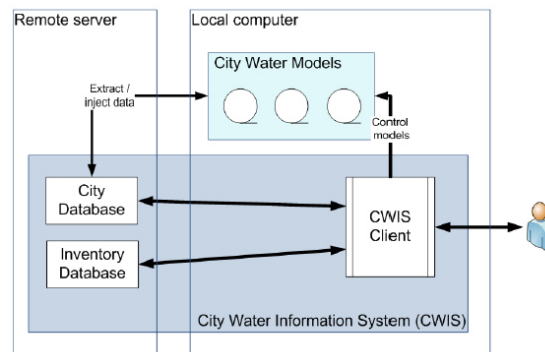 Remote server
Local computer
City Water Models
Extract /
inject data
Control
models
City
Database
CWIS
Client
Inventory
Database
City Water Information System (CWIS)